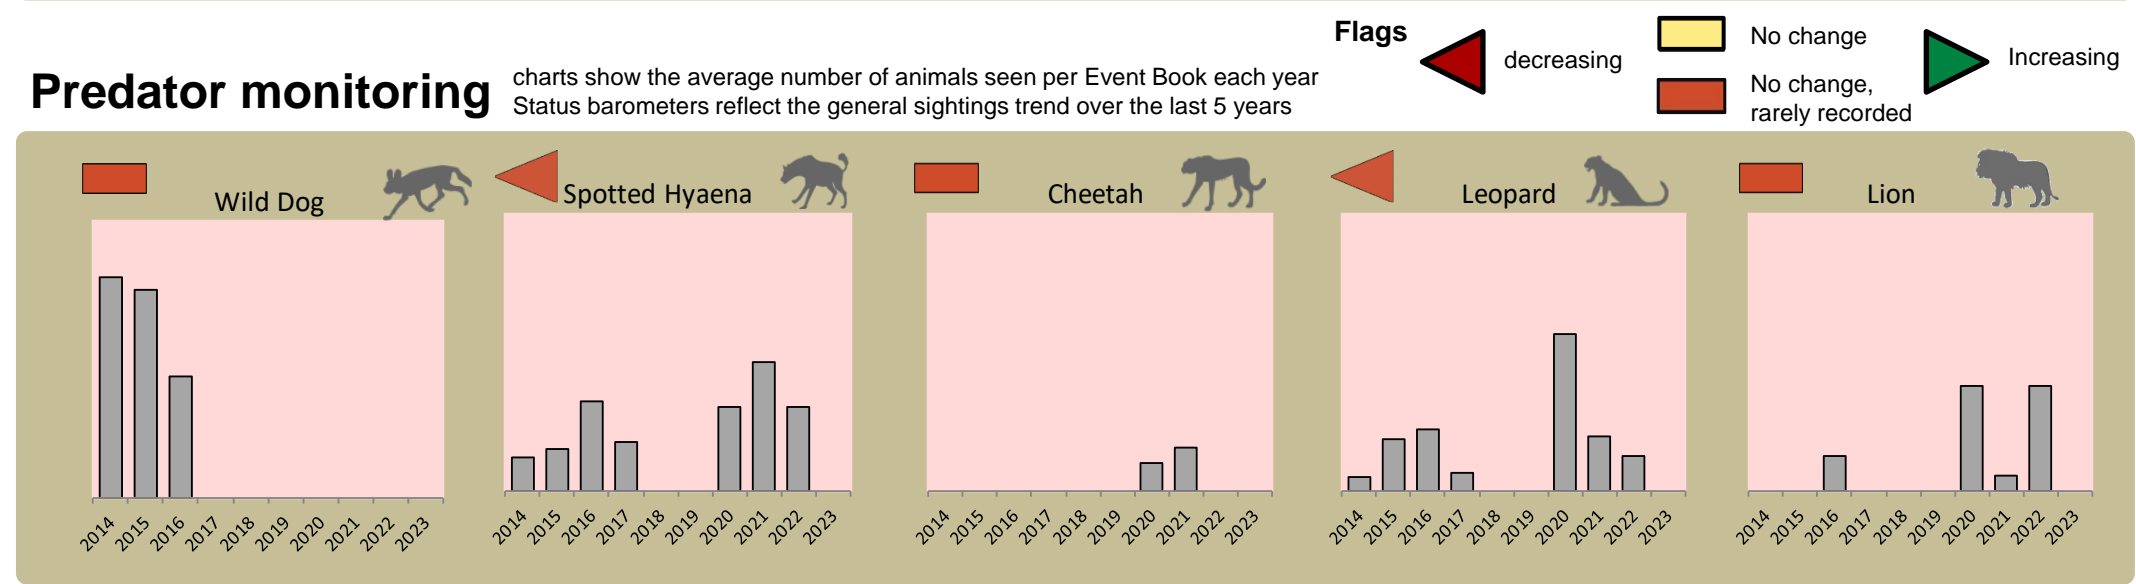 Flags
decreasing
No change
No change,
rarely recorded
Increasing
Predator monitoring
charts show the average number of animals seen per Event Book each year
Status barometers reflect the general sightings trend over the last 5 years
Wild Dog
2014 2015 2016 2017 2018 2019 2020 2021 2022 2023
Spotted Hyaena
2014 2015 2016 2017 2018 2019 2020 2021 2022 2023
Cheetah
2014 2015 2016 2017 2018 2019 2020 2021 2022 2023
Leopard
2014 2015 2016 2017 2018 2019 2020 2021 2022 2023
Lion
2014 2015 2016 2017 2018 2019 2020 2021 2022 2023